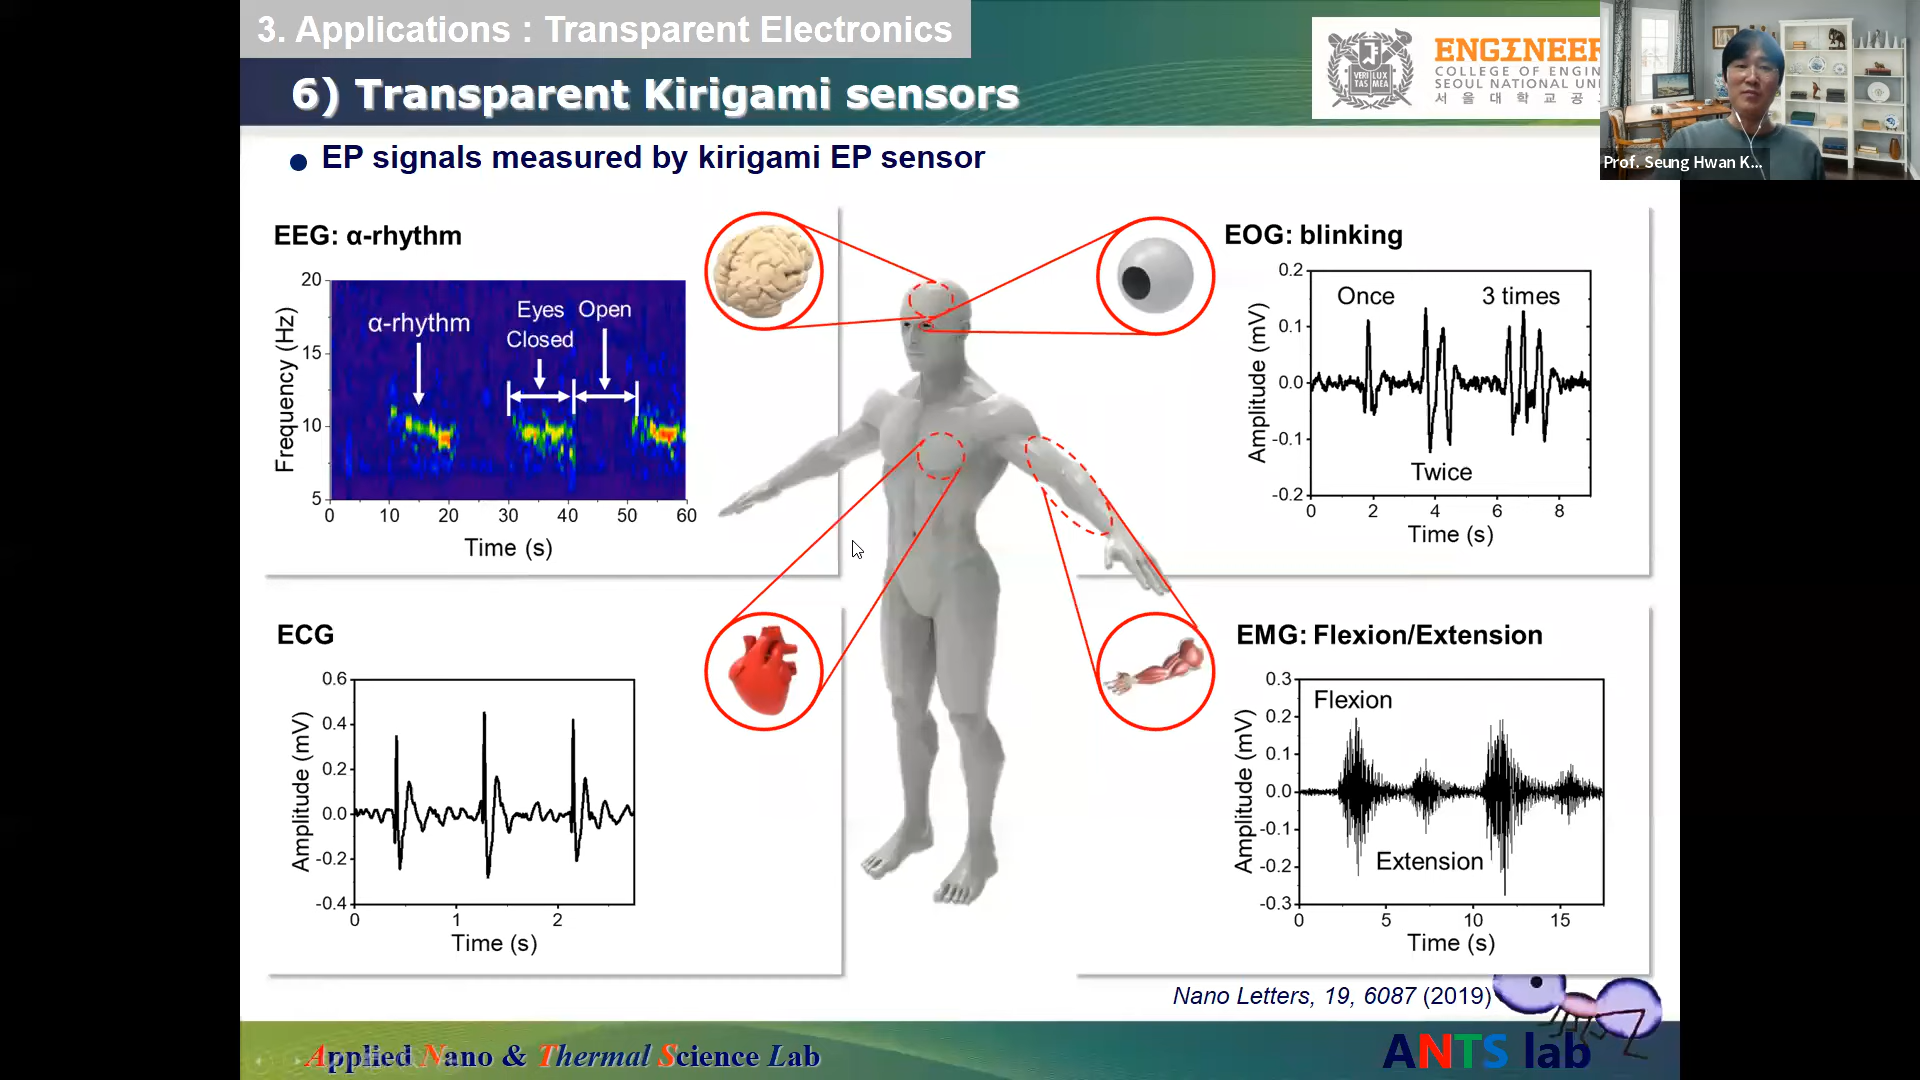 3. Applications : Transparent Electronics
6) Transparent Kirigami sensors
VERI LUX
TAS MEA
ENGINEER
COLLEGE OF ENGIN
SEOUL NATIONAL UN
서 울 대 학 교 공
Prof. Seung Hwan K...
EP signals measured by kirigami EP sensor
EEG: α-rhythm
20
15
10
5
Frequency (Hz)
α-rhythm
Eyes
Closed
Open
0 10 20 30 40 50 60
Time (s)
EOG: blinking
0.2
0.1
0.0
-0.1
-0.2
Amplitude (mV)
Once
3 times
Twice
0 2 4 6 8
Time (s)
ECG
0.6
0.4
0.2
0.0
-0.2
-0.4
Amplitude (mV)
0 1 2
Time (s)
EMG: Flexion/Extension
0.3
0.2
0.1
0.0
-0.1
-0.2
-0.3
Amplitude (mV)
Flexion
Extension
0 5 10 15
Time (s)
Nano Letters, 19, 6087 (2019)
Applied Nano & Thermal Science Lab
ANTS lab